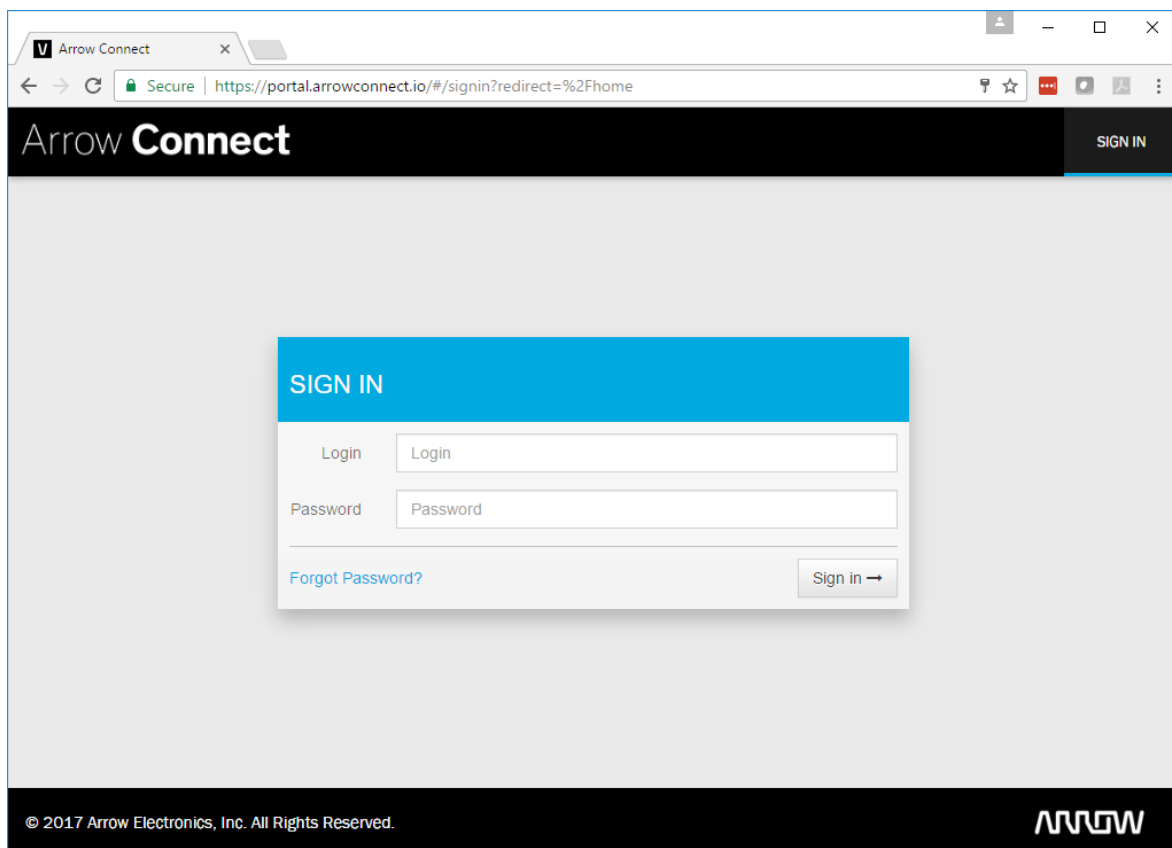 Arrow Connect
Secure | https://portal.arrowconnect.io/#/signin?redirect=%2Fhome
Arrow Connect
SIGN IN
SIGN IN
Login Login
Password Password
Forgot Password? Sign in →
© 2017 Arrow Electronics, Inc. All Rights Reserved.
ARROW